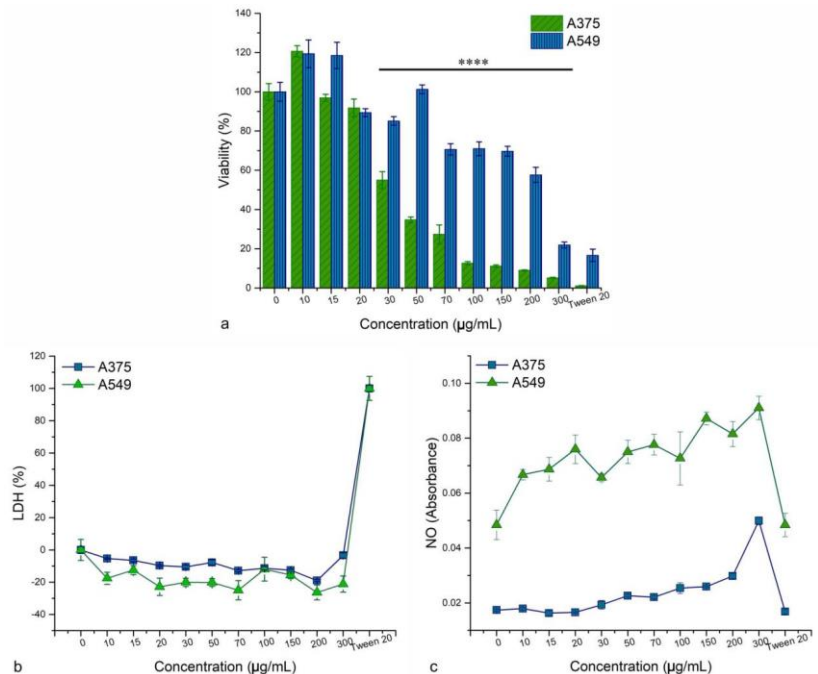 140
120
100
80
60
40
20
0
Viability (%)
A375
A549
****
0 10 15 20 30 50 70 100 150 200 300 Tween 20
a
Concentration (µg/mL)
120
100
80
60
40
20
0
-20
-40
LDH (%)
A375
A549
0 10 15 20 30 50 70 100 150 200 300 Tween 20
b
Concentration (µg/mL)
0.10
0.08
0.06
0.04
0.02
NO (Absorbance)
A375
A549
0 10 15 20 30 50 70 100 150 200 300 Tween 20
c
Concentration (µg/mL)